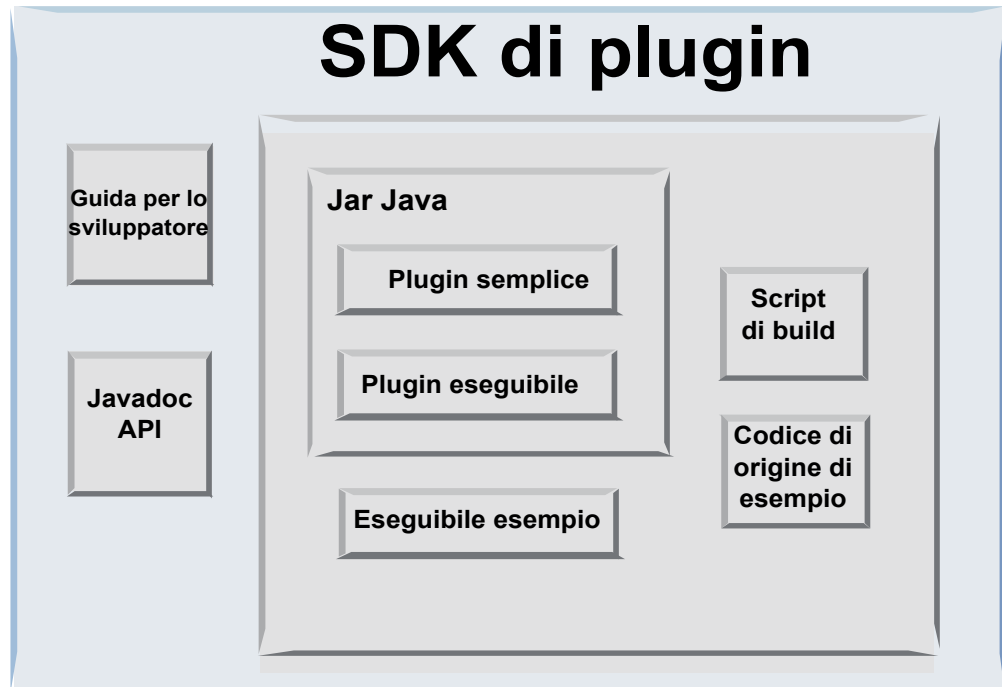 SDK di plugin
Guida per lo
sviluppatore
Javadoc
API
Jar Java
Plugin semplice
Plugin eseguibile
Eseguibile esempio
Script
di build
Codice di
origine di
esempio